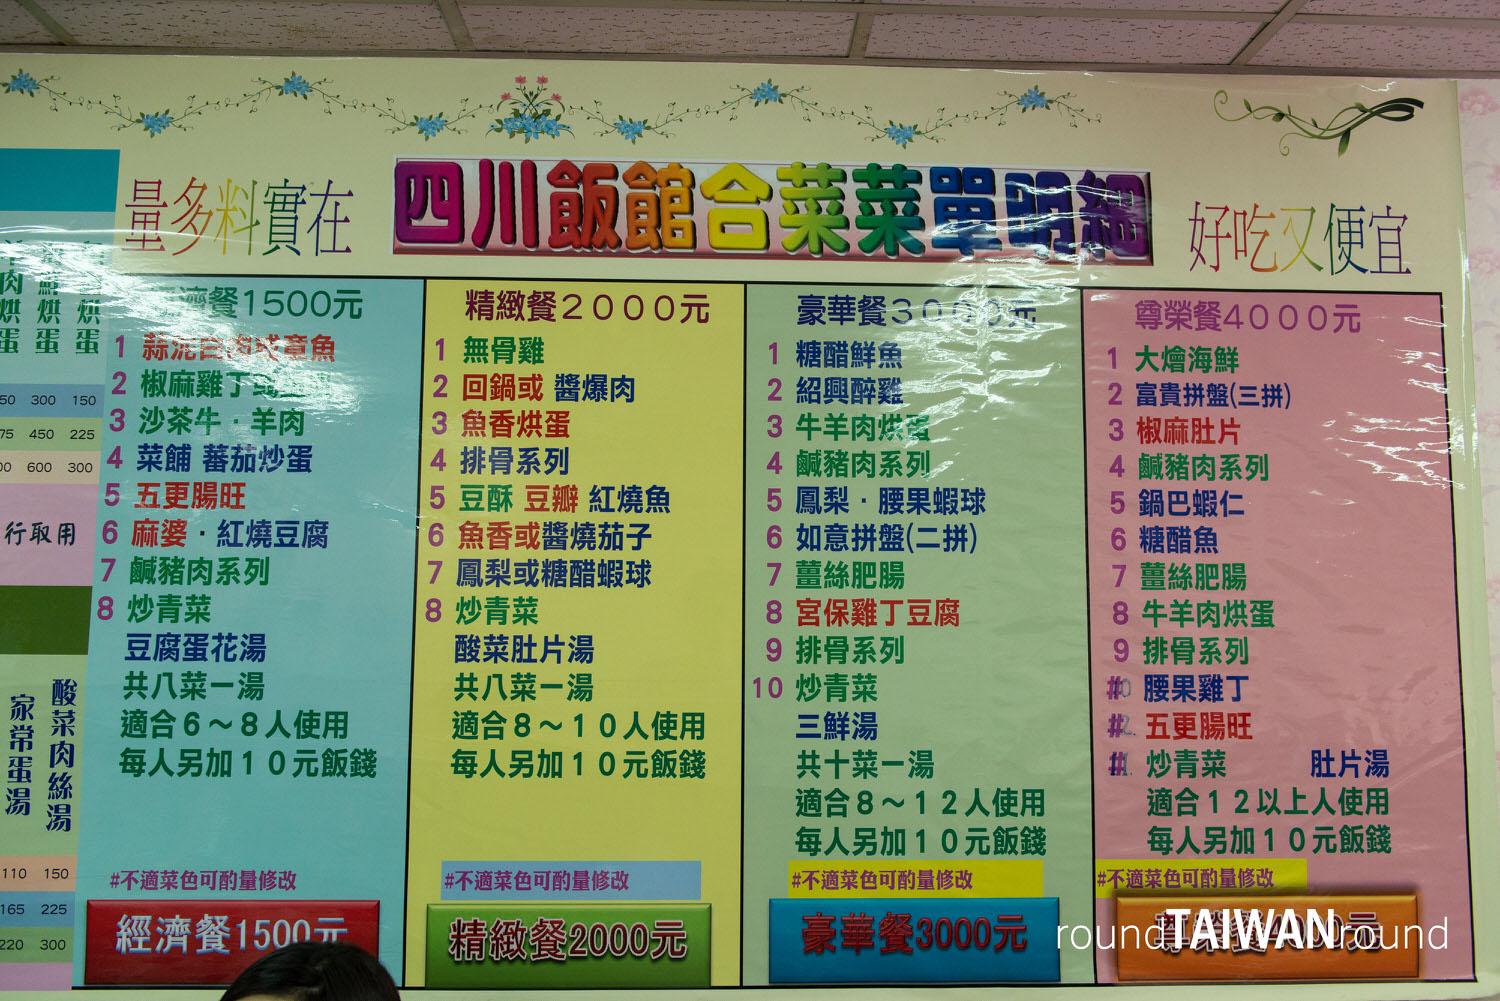 量多料實在
四川飯館合菜菜單明細
好吃又便宜
肉烘蛋
烘蛋
烘蛋
50 300 150
75 450 225
00 600 300
行取用
酸菜肉絲湯
家常蛋湯
110 150
165 225
220 300
濟餐1500元
1 蒜泥白肉或章魚
2 椒麻雞丁或
3 沙茶牛．羊肉
4 菜餔 蕃茄炒蛋
5 五更腸旺
6 麻婆．紅燒豆腐
7 鹹豬肉系列
8 炒青菜
豆腐蛋花湯
共八菜一湯
適合6～8人使用
每人另加10元飯錢
#不適菜色可酌量修改
經濟餐1500元
精緻餐2000元
1 無骨雞
2 回鍋或 醬爆肉
3 魚香烘蛋
4 排骨系列
5 豆酥 豆瓣 紅燒魚
6 魚香或醬燒茄子
7 鳳梨或糖醋蝦球
8 炒青菜
酸菜肚片湯
共八菜一湯
適合8～10人使用
每人另加10元飯錢
#不適菜色可酌量修改
精緻餐2000元
豪華餐3000元
1 糖醋鮮魚
2 紹興醉雞
3 牛羊肉烘蛋
4 鹹豬肉系列
5 鳳梨．腰果蝦球
6 如意拼盤(二拼)
7 薑絲肥腸
8 宮保雞丁豆腐
9 排骨系列
10 炒青菜
三鮮湯
共十菜一湯
適合8～12人使用
每人另加10元飯錢
#不適菜色可酌量修改
豪華餐3000元
尊榮餐4000元
1 大燴海鮮
2 富貴拼盤(三拼)
3 椒麻肚片
4 鹹豬肉系列
5 鍋巴蝦仁
6 糖醋魚
7 薑絲肥腸
8 牛羊肉烘蛋
9 排骨系列
腰果雞丁
五更腸旺
炒青菜 肚片湯
適合12以上人使用
每人另加10元飯錢
#不適菜色可酌量修改
round TAIWAN round